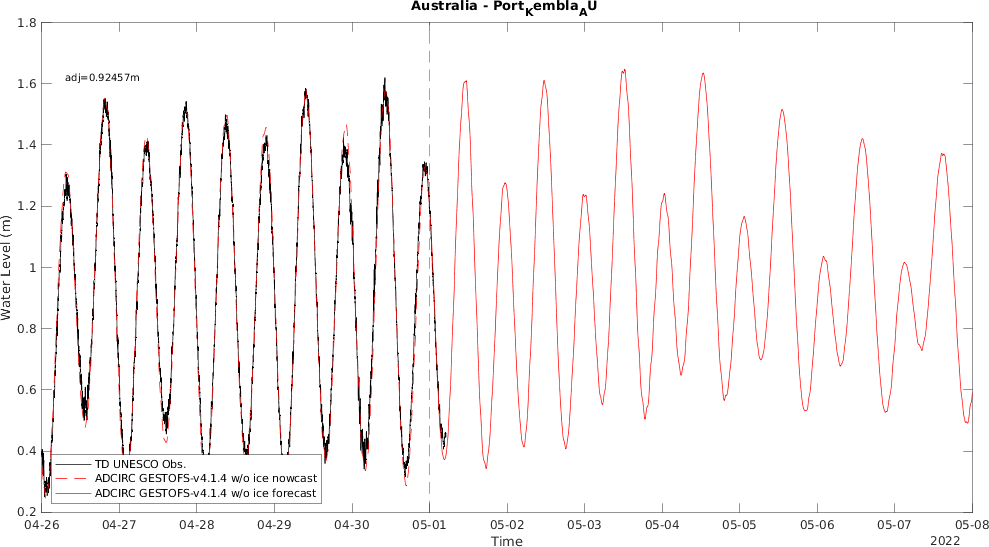 Australia - Port_Kembla_AU
1.8
1.6
1.4
1.2
1
0.8
0.6
0.4
0.2
Water Level (m)
adj=0.92457m
TD UNESCO Obs.
ADCIRC GESTOFS-v4.1.4 w/o ice nowcast
ADCIRC GESTOFS-v4.1.4 w/o ice forecast
04-26 04-27 04-28 04-29 04-30 05-01 05-02 05-03 05-04 05-05 05-06 05-07 05-08
Time
2022